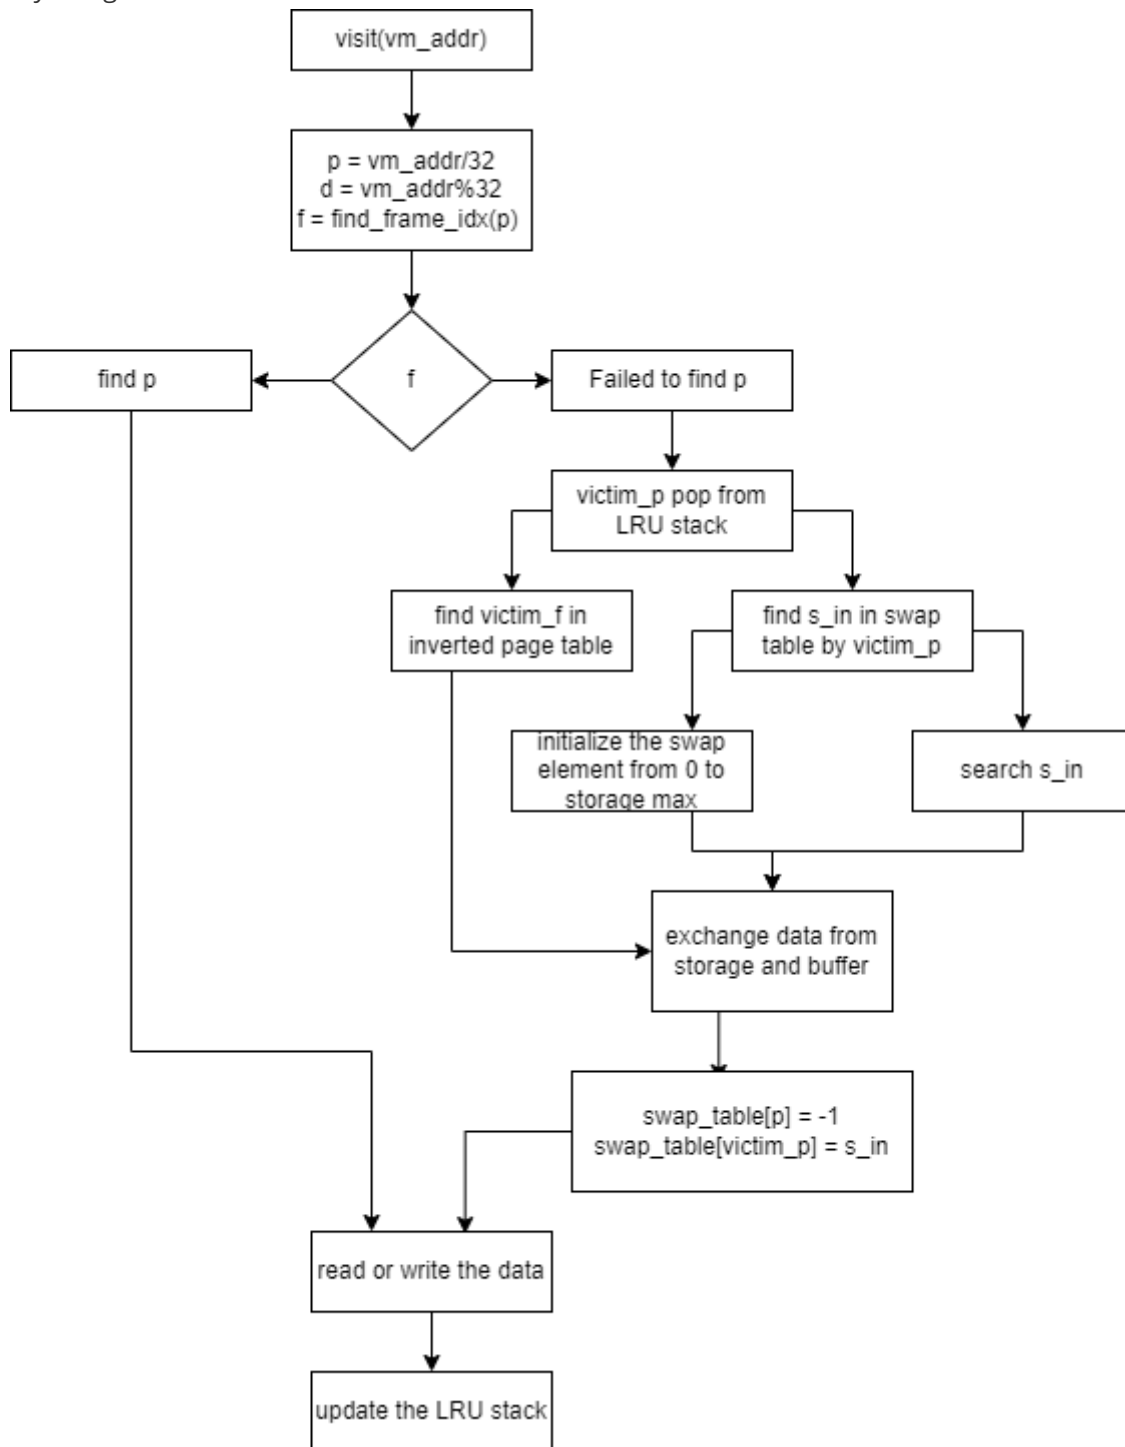 visit(vm_addr)
p = vm_addr/32
d = vm_addr%32
f = find_frame_idx(p)
find p
f
Failed to find p
victim_p pop from
LRU stack
find victim_f in
inverted page table
find s_in in swap
table by victim_p
initialize the swap
element from 0 to
storage max
search s_in
exchange data from
storage and buffer
swap_table[p] = -1
swap_table[victim_p] = s_in
read or write the data
update the LRU stack